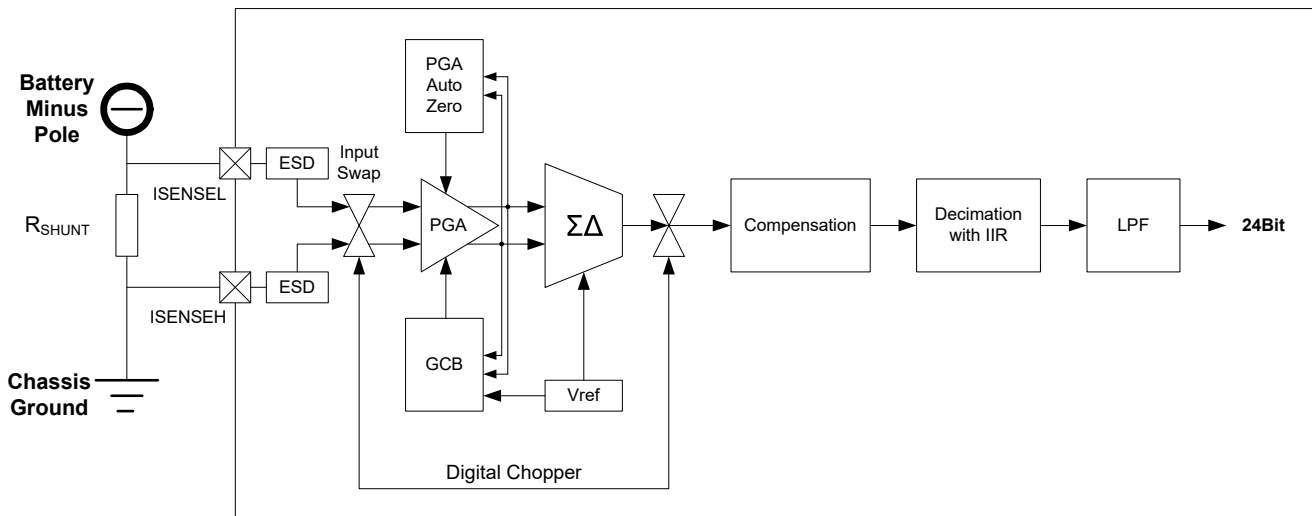 Battery
Minus
Pole
ISENSEL
RSHUNT
ISENSEH
Chassis
Ground
ESD
ESD
Input
Swap
PGA
Auto
Zero
PGA
GCB
ΣΔ
Vref
Digital Chopper
Compensation
Decimation
with IIR
LPF
24Bit